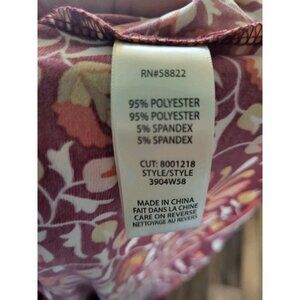 RN#58822
95% POLYESTER
95% POLYESTER
5% SPANDEX
5% SPANDEX
CUT: 8001218
STYLE/STYLE
3904W58
MADE IN CHINA
FAIT DANS LA CHINE
CARE ON REVERSE
NETTOYAGE AU REVERS